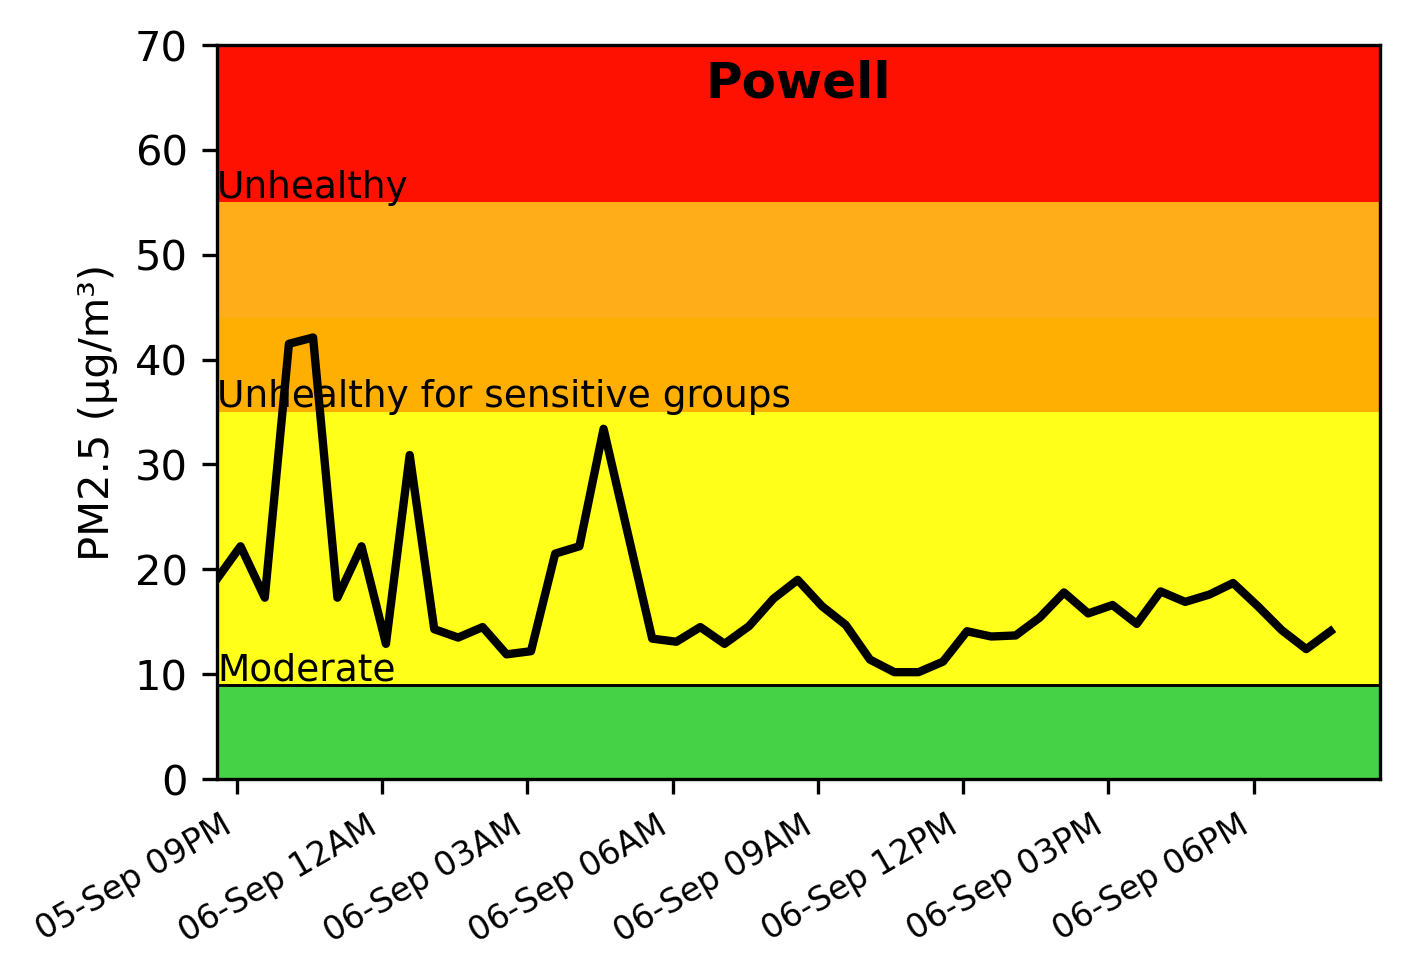 Powell
70
60
50
40
30
20
10
0
PM2.5 (µg/m³)
Unhealthy
Unhealthy for sensitive groups
Moderate
05-Sep 09PM
06-Sep 12AM
06-Sep 03AM
06-Sep 06AM
06-Sep 09AM
06-Sep 12PM
06-Sep 03PM
06-Sep 06PM